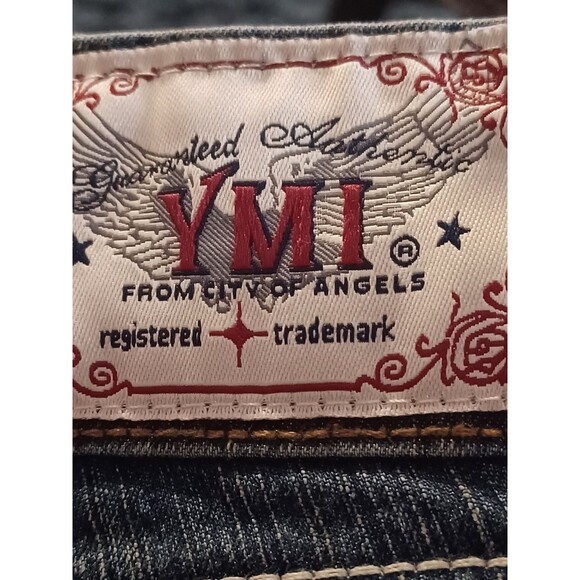 Guaranteed Authentic
YMI ®
FROM CITY OF ANGELS
registered trademark